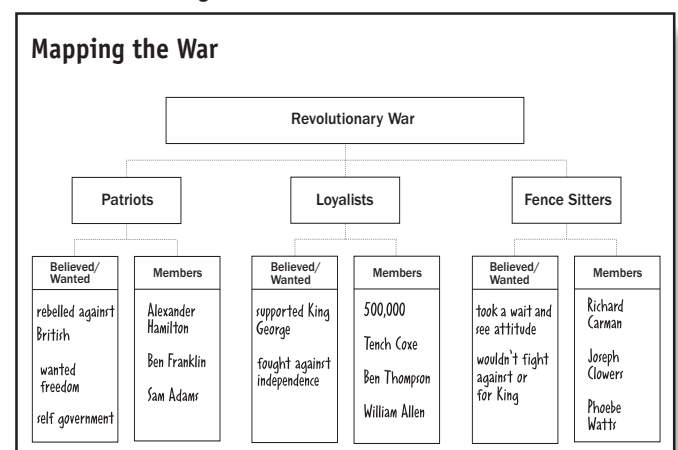 Mapping the War
Revolutionary War
Patriots
Loyalists
Fence Sitters
Believed/
Wanted
rebelled against
British
wanted
freedom
self government
Members
Alexander
Hamilton
Ben Franklin
Sam Adams
Believed/
Wanted
supported King
George
fought against
independence
Members
500,000
Tench Coxe
Ben Thompson
William Allen
Believed/
Wanted
took a wait and
see attitude
wouldn't fight
against or
for King
Members
Richard
Carman
Joseph
Clowers
Phoebe
Watts